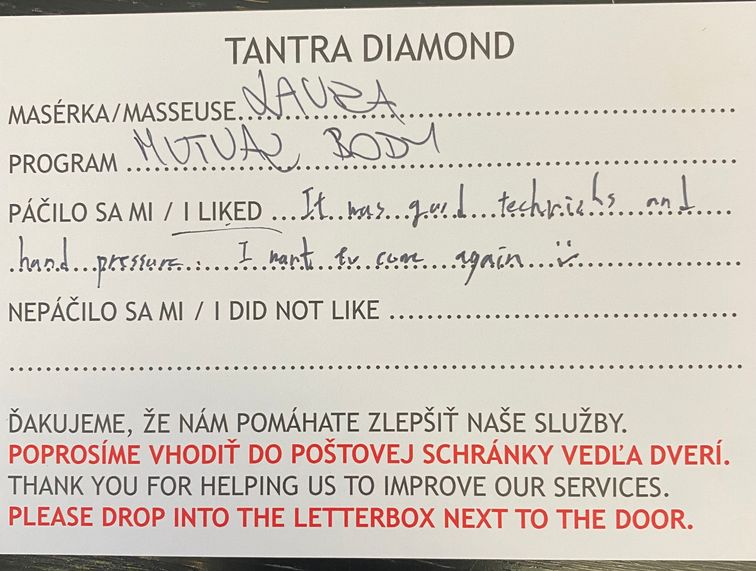 TANTRA DIAMOND
MASÉRKA/MASSEUSE LAURA
PROGRAM MUTUAL BODY
PÁČILO SA MI / I LIKED It was good technichs and
hand pressure. I want to come again :)
NEPÁČILO SA MI / I DID NOT LIKE
ĎAKUJEME, ŽE NÁM POMÁHATE ZLEPŠIŤ NAŠE SLUŽBY.
POPROSÍME VHODIŤ DO POŠTOVEJ SCHRÁNKY VEDĽA DVERÍ.
THANK YOU FOR HELPING US TO IMPROVE OUR SERVICES.
PLEASE DROP INTO THE LETTERBOX NEXT TO THE DOOR.